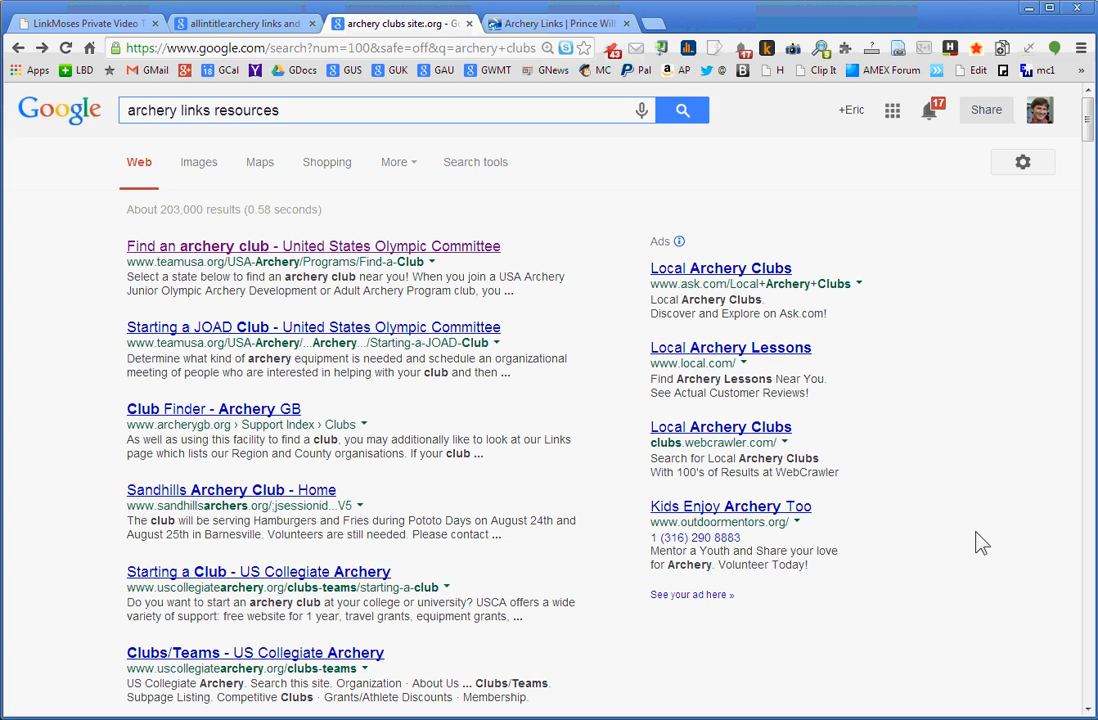 LinkMoses Private Video T
allintitle:archery links and
archery clubs site:.org - Go
Archery Links | Prince Will
https://www.google.com/search?num=100&safe=off&q=archery+clubs
Apps LBD GMail GCal GDocs GUS GUK GAU GWMT GNews MC Pal AP @ H Clip It AMEX Forum Edit mc1 »
Google archery links resources +Eric 17 Share
Web Images Maps Shopping More Search tools
About 203,000 results (0.58 seconds)
Find an archery club - United States Olympic Committee
www.teamusa.org/USA-Archery/Programs/Find-a-Club
Select a state below to find an archery club near you! When you join a USA Archery
Junior Olympic Archery Development or Adult Archery Program club, you ...
Starting a JOAD Club - United States Olympic Committee
www.teamusa.org/USA-Archery/...Archery.../Starting-a-JOAD-Club
Determine what kind of archery equipment is needed and schedule an organizational
meeting of people who are interested in helping with your club and then ...
Club Finder - Archery GB
www.archerygb.org › Support Index › Clubs
As well as using this facility to find a club, you may additionally like to look at our Links
page which lists our Region and County organisations. If your club ...
Sandhills Archery Club - Home
www.sandhillsarchers.org/;jsessionid...V5
The club will be serving Hamburgers and Fries during Pototo Days on August 24th and
August 25th in Barnesville. Volunteers are still needed. Please contact ...
Starting a Club - US Collegiate Archery
www.uscollegiatearchery.org/clubs-teams/starting-a-club
Do you want to start an archery club at your college or university? USCA offers a wide
variety of support: free website for 1 year, travel grants, equipment grants, ...
Clubs/Teams - US Collegiate Archery
www.uscollegiatearchery.org/clubs-teams
US Collegiate Archery. Search this site. Organization · About Us ... Clubs/Teams.
Subpage Listing. Competitive Clubs · Grants/Athlete Discounts · Membership.
Ads
Local Archery Clubs
www.ask.com/Local+Archery+Clubs
Local Archery Clubs.
Discover and Explore on Ask.com!
Local Archery Lessons
www.local.com/
Find Archery Lessons Near You.
See Actual Customer Reviews!
Local Archery Clubs
clubs.webcrawler.com/
Search for Local Archery Clubs
With 100's of Results at WebCrawler
Kids Enjoy Archery Too
www.outdoormentors.org/
1 (316) 290 8883
Mentor a Youth and Share your love
for Archery. Volunteer Today!
See your ad here »